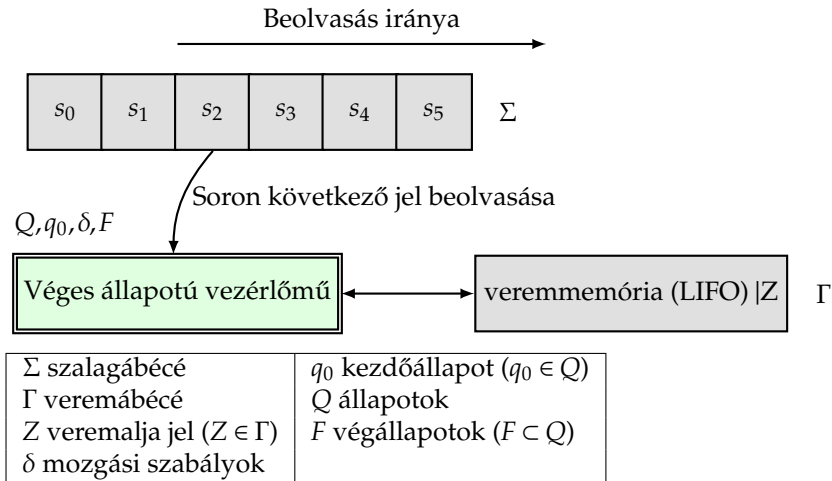 Beolvasás iránya
s0 s1 s2 s3 s4 s5 Σ
Soron következő jel beolvasása
Q, q0, δ, F
Véges állapotú vezérlőmű
veremmemória (LIFO) |Z
Γ
Σ szalagábécé
Γ veremábécé
Z veremalja jel (Z ∈ Γ)
δ mozgási szabályok
q0 kezdőállapot (q0 ∈ Q)
Q állapotok
F végállapotok (F ⊂ Q)